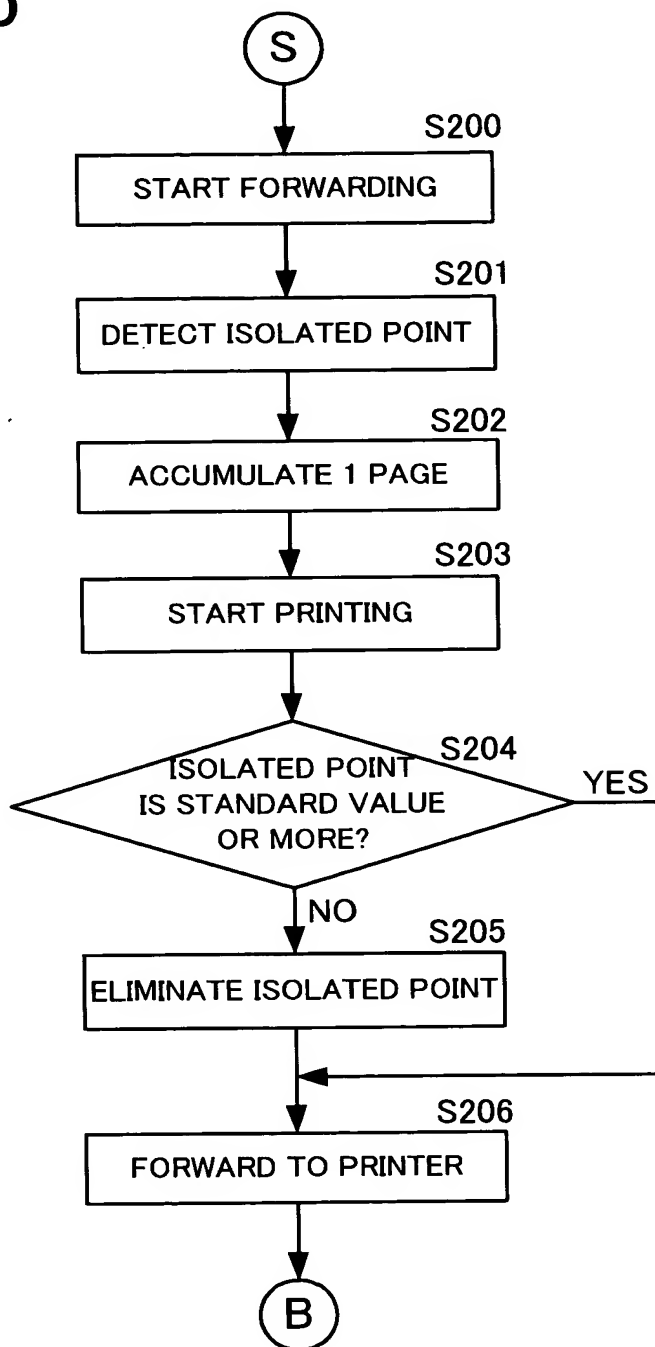 S
S200
START FORWARDING
S201
DETECT ISOLATED POINT
S202
ACCUMULATE 1 PAGE
S203
START PRINTING
S204
ISOLATED POINT
IS STANDARD VALUE
OR MORE?
YES
NO
S205
ELIMINATE ISOLATED POINT
S206
FORWARD TO PRINTER
B